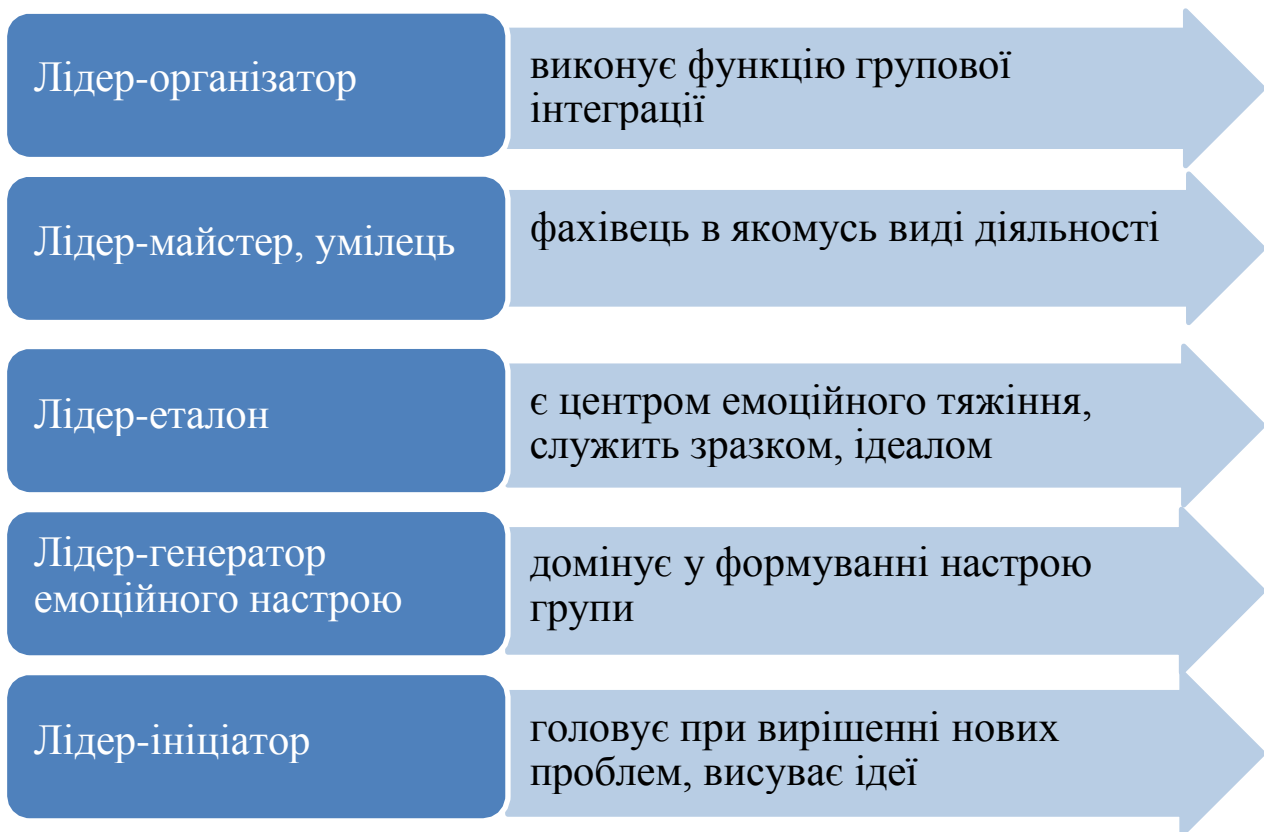 Лідер-організатор
виконує функцію групової
інтеграції
Лідер-майстер, умілець
фахівець в якомусь виді діяльності
Лідер-еталон
є центром емоційного тяжіння,
служить зразком, ідеалом
Лідер-генератор
емоційного настрою
домінує у формуванні настрою
групи
Лідер-ініціатор
головує при вирішенні нових
проблем, висуває ідеї